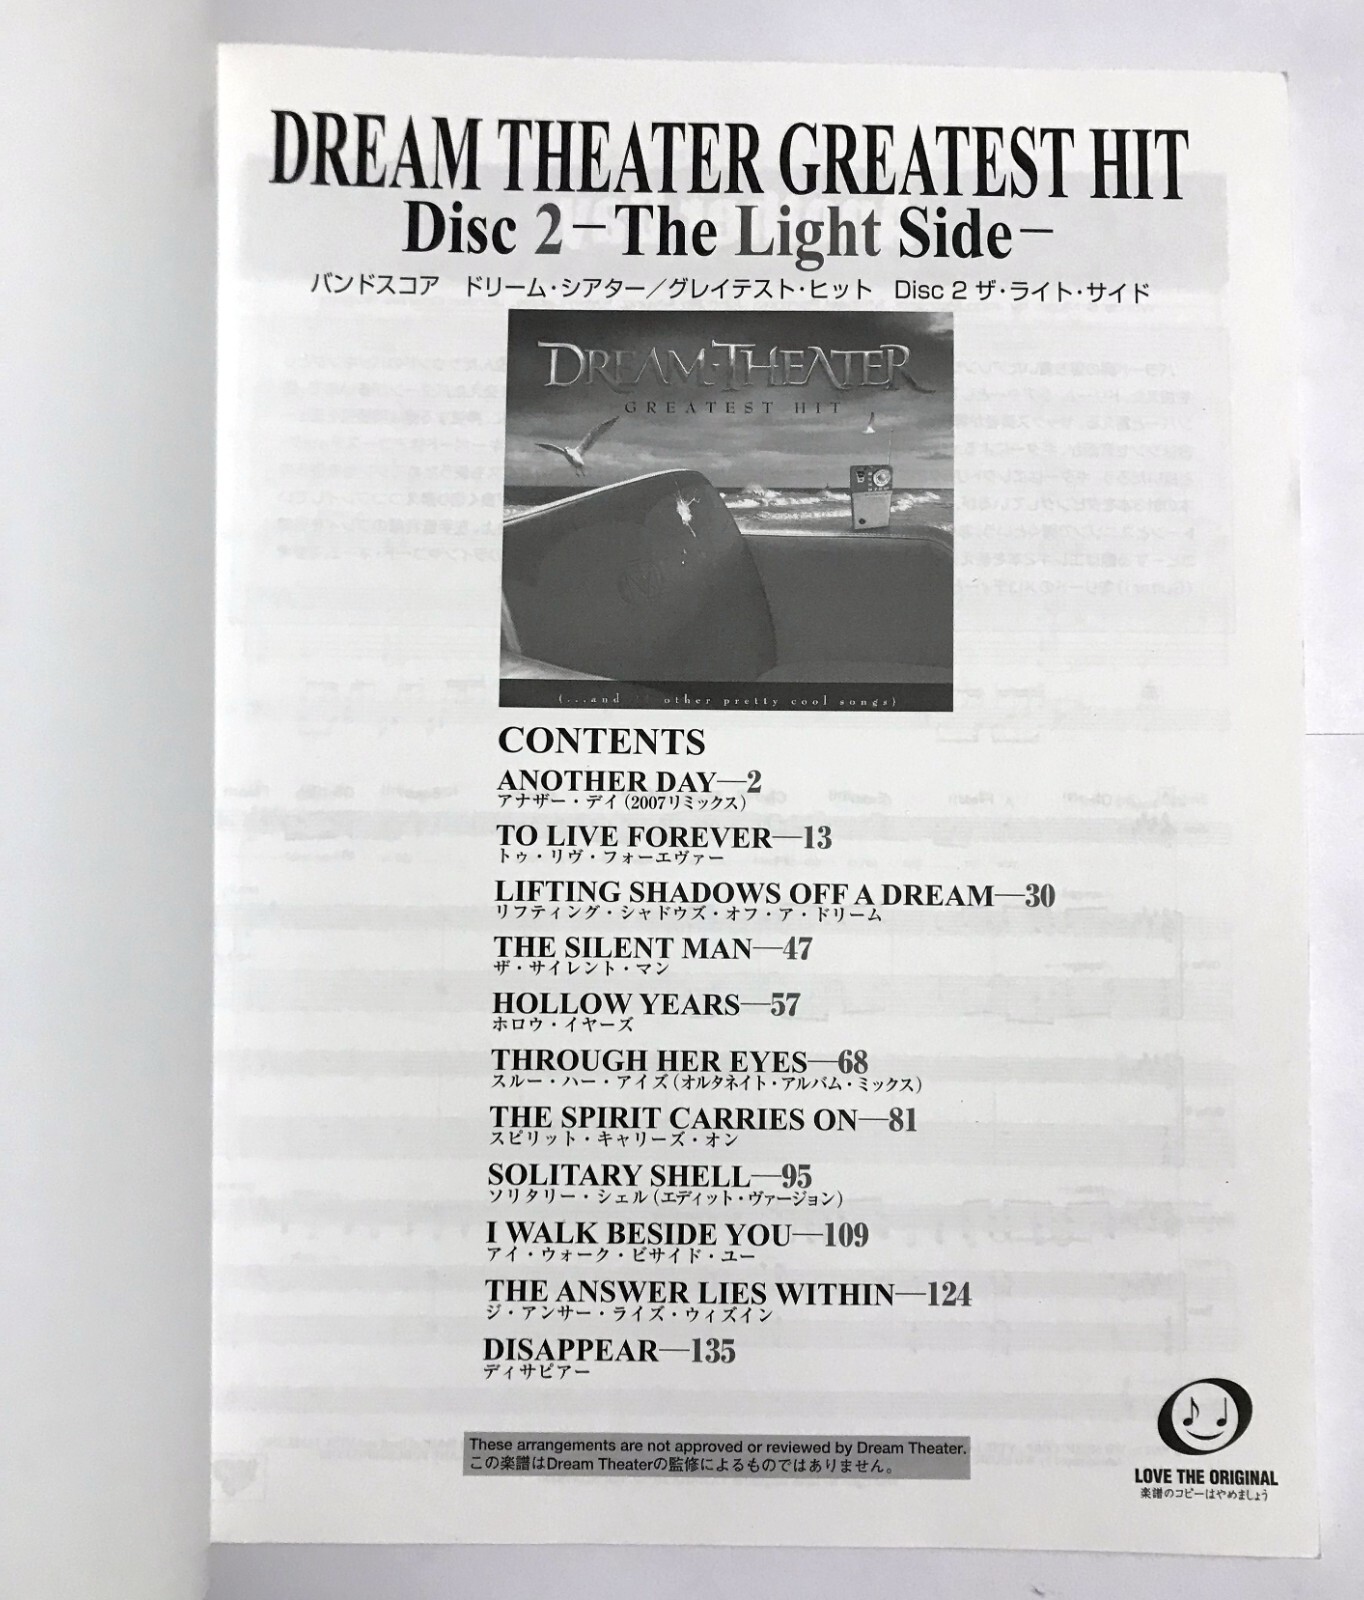 DREAM THEATER GREATEST HIT
Disc 2 —The Light Side—
バンドスコア ドリーム・シアター／グレイテスト・ヒット Disc 2 ザ・ライト・サイド
DREAM THEATER
GREATEST HIT
(...and other pretty cool songs)
CONTENTS
ANOTHER DAY—2
アナザー・デイ（2007リミックス）
TO LIVE FOREVER—13
トゥ・リヴ・フォーエヴァー
LIFTING SHADOWS OFF A DREAM—30
リフティング・シャドウズ・オフ・ア・ドリーム
THE SILENT MAN—47
ザ・サイレント・マン
HOLLOW YEARS—57
ホロウ・イヤーズ
THROUGH HER EYES—68
スルー・ハー・アイズ（オルタネイト・アルバム・ミックス）
THE SPIRIT CARRIES ON—81
スピリット・キャリーズ・オン
SOLITARY SHELL—95
ソリタリー・シェル（エディット・ヴァージョン）
I WALK BESIDE YOU—109
アイ・ウォーク・ビサイド・ユー
THE ANSWER LIES WITHIN—124
ジ・アンサー・ライズ・ウィズイン
DISAPPEAR—135
ディサピアー
These arrangements are not approved or reviewed by Dream Theater.
この楽譜はDream Theaterの監修によるものではありません。
LOVE THE ORIGINAL
楽譜のコピーはやめましょう